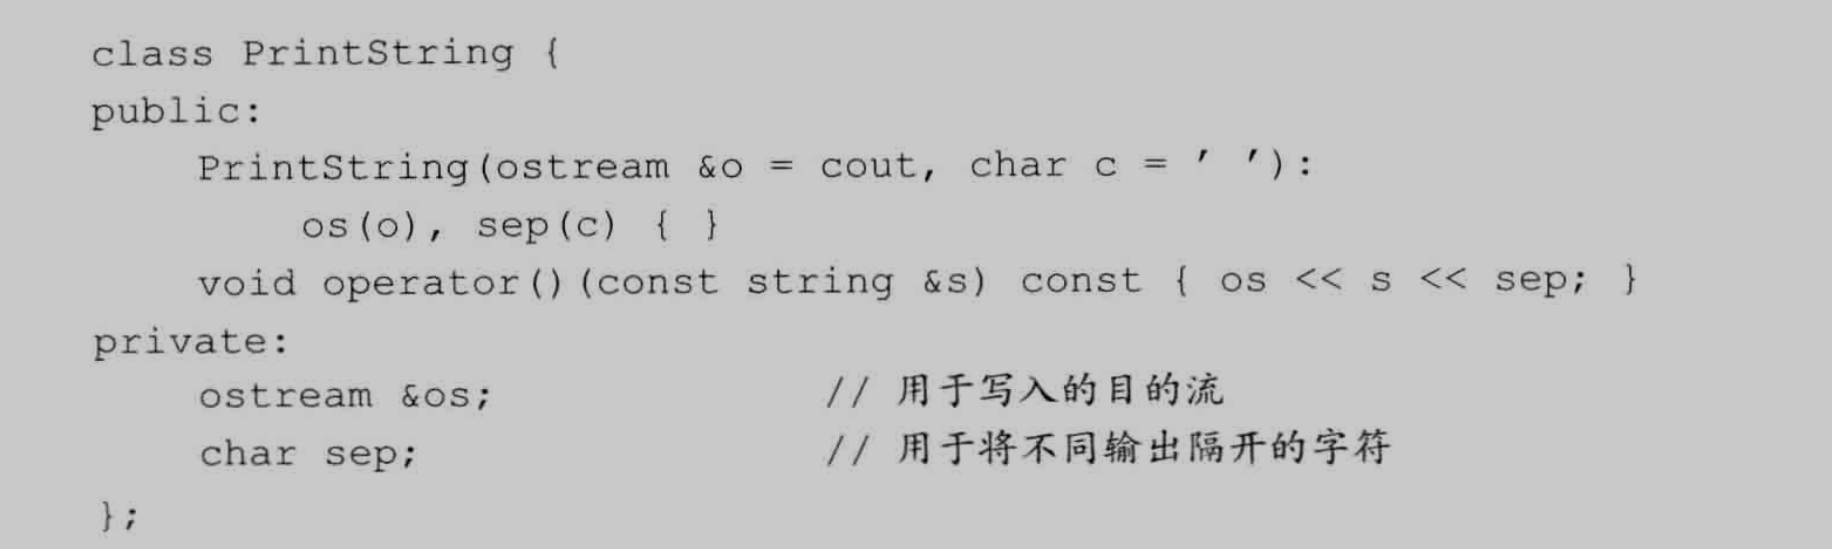 class PrintString {
public:
    PrintString(ostream &o = cout, char c = ' '):
        os(o), sep(c) { }
    void operator()(const string &s) const { os << s << sep; }
private:
    ostream &os;                // 用于写入的目的流
    char sep;                   // 用于将不同输出隔开的字符
};